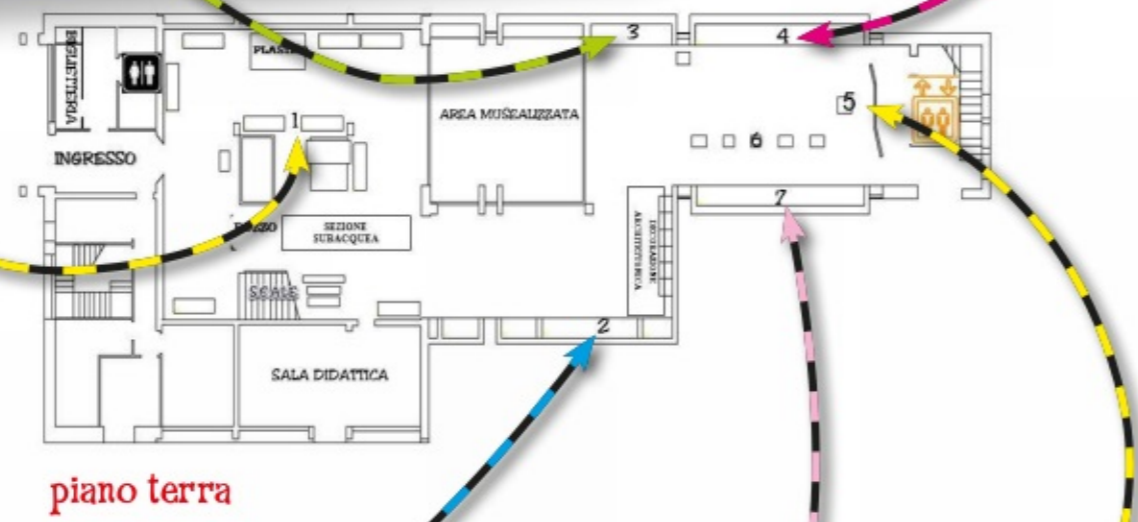 3
4
BIGLIETTERIA
AREA MUSEALIZZATA
5
1
6
INGRESSO
7
SEZIONE
SUBACQUEA
DECORAZIONE
ARCHITETTONICA
SCALE
2
SALA DIDATTICA
piano terra